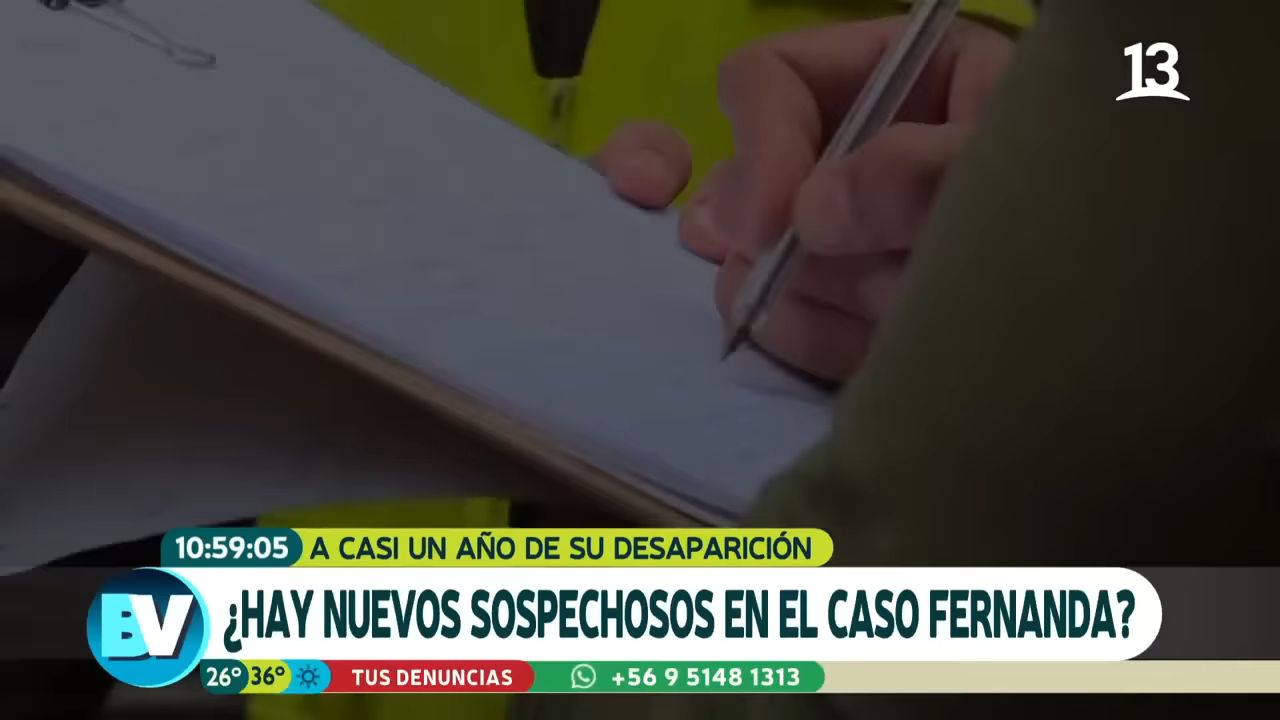 13
10:59:05 A CASI UN AÑO DE SU DESAPARICIÓN
BV ¿HAY NUEVOS SOSPECHOSOS EN EL CASO FERNANDA?
26° 36° TUS DENUNCIAS +56 9 5148 1313